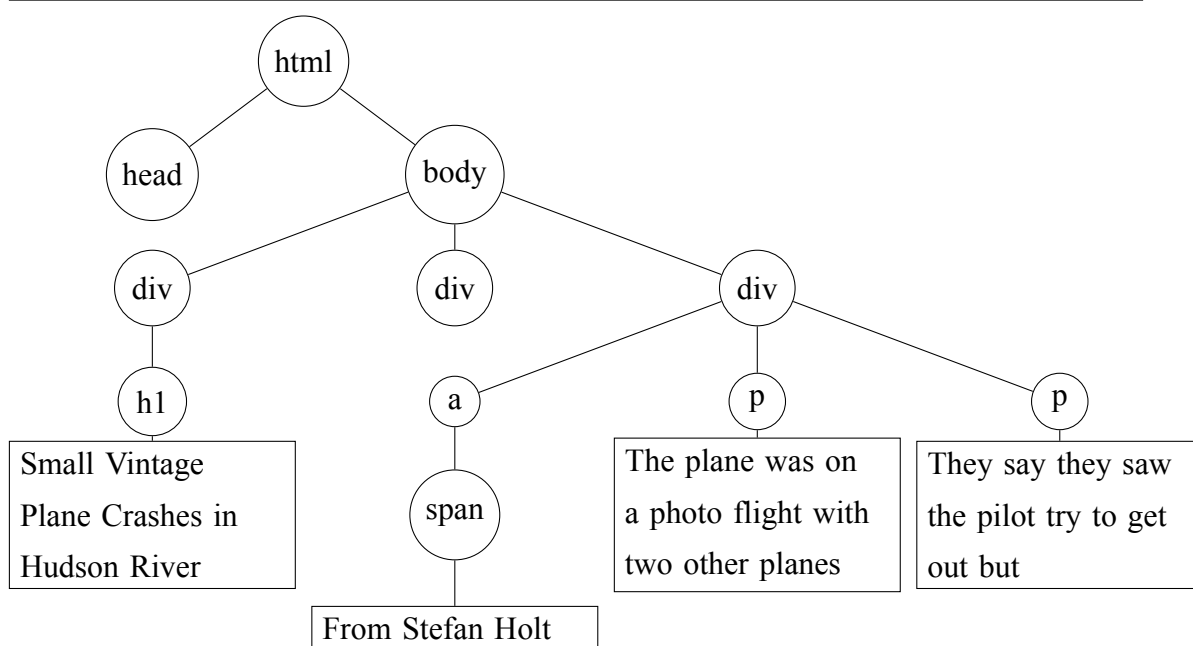 html
head
body
div
div
div
h1
a
p
p
Small Vintage
Plane Crashes in
Hudson River
span
The plane was on
a photo flight with
two other planes
They say they saw
the pilot try to get
out but
From Stefan Holt